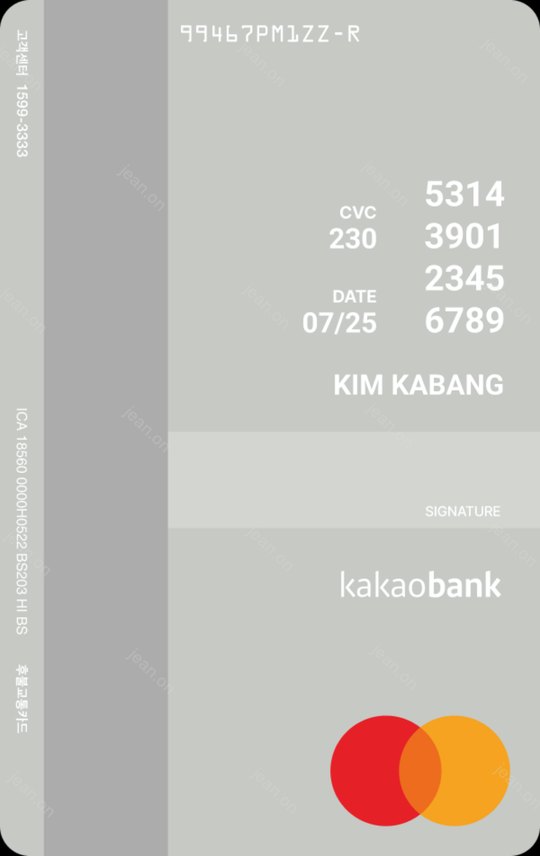 99467PM1ZZ-R
고객센터 1599-3333
CVC
230
DATE
07/25
5314
3901
2345
6789
KIM KABANG
SIGNATURE
ICA 18560 0000H0522 BS203 HI BS
후불교통카드
kakaobank
jean.on